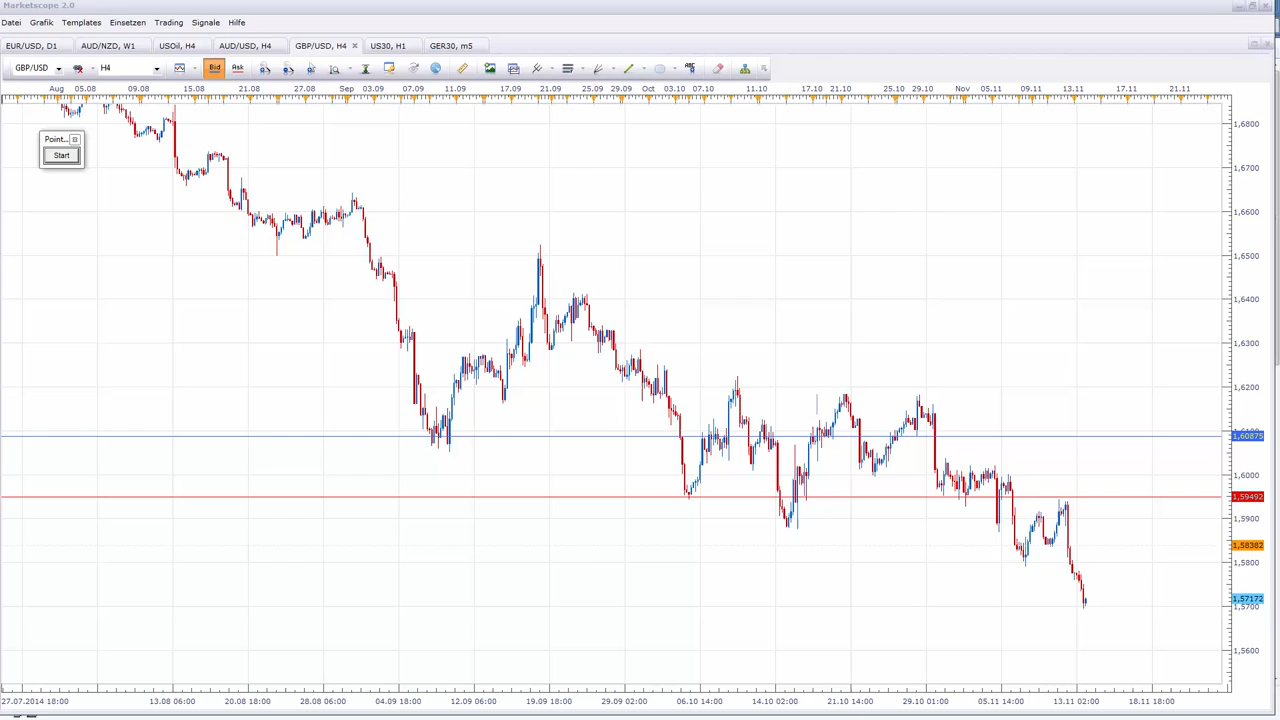 Marketscope 2.0
Datei Grafik Templates Einsetzen Trading Signale Hilfe
EUR/USD, D1 AUD/NZD, W1 USOil, H4 AUD/USD, H4 GBP/USD, H4 US30, H1 GER30, m5
GBP/USD H4 Bid Ask
Aug 05.08 09.08 15.08 21.08 27.08 Sep 03.09 07.09 11.09 17.09 21.09 25.09 29.09 Oct 03.10 07.10 11.10 17.10 21.10 25.10 29.10 Nov 05.11 09.11 13.11 17.11 21.11
Point...
Start
1,6800
1,6700
1,6600
1,6500
1,6400
1,6300
1,6200
1,60875
1,6000
1,59492
1,5900
1,58382
1,5800
1,57172
1,5700
1,5600
27.07.2014 18:00 13.08 06:00 20.08 18:00 28.08 06:00 04.09 18:00 12.09 06:00 19.09 18:00 29.09 02:00 06.10 14:00 14.10 02:00 21.10 14:00 29.10 01:00 05.11 14:00 13.11 02:00 18.11 18:00